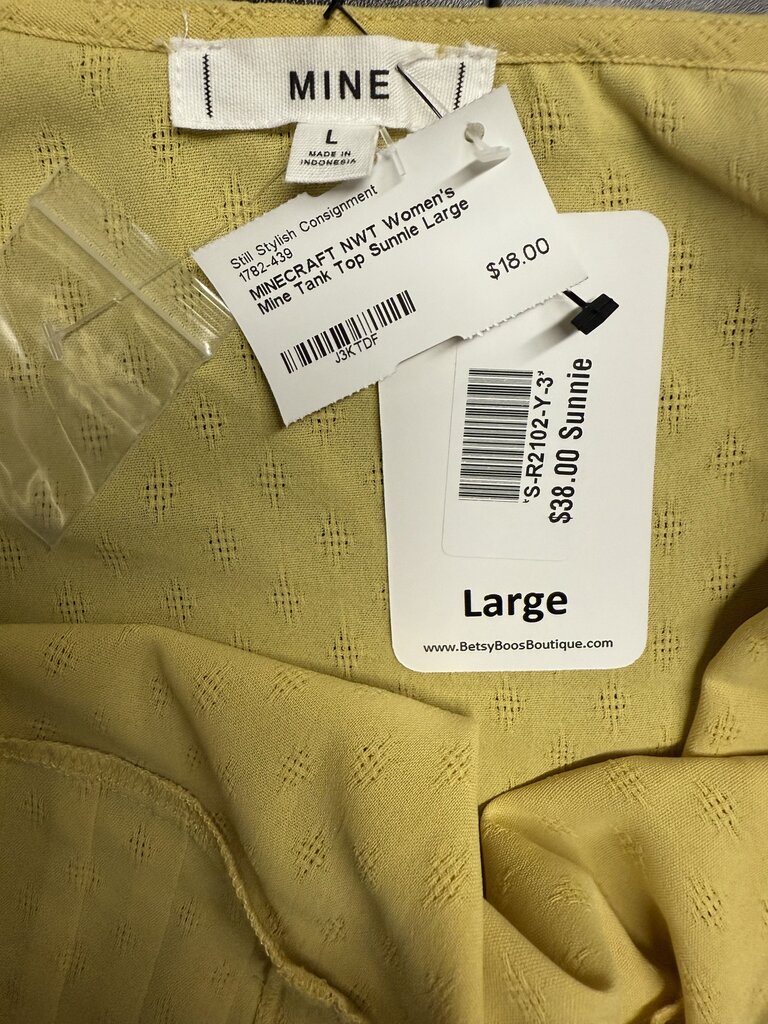 MINE
L
MADE IN
INDONESIA
Still Stylish Consignment
1782-439
MINECRAFT NWT Women's
Mine Tank Top Sunnie Large
$18.00
J3KTDF
*S-R2102-Y-3*
$38.00 Sunnie
Large
www.BetsyBoosBoutique.com